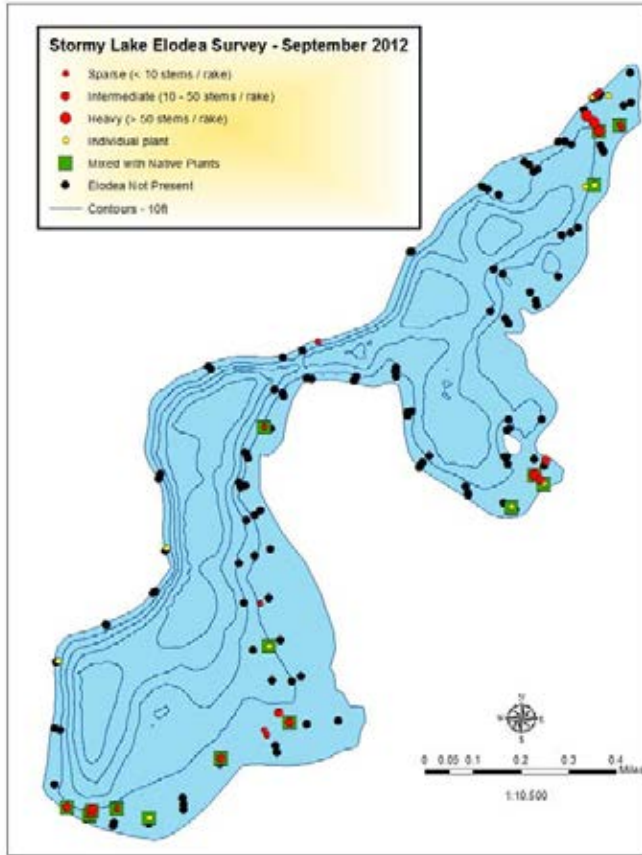 Stormy Lake Elodea Survey - September 2012
Sparse (< 10 stems / rake)
Intermediate (10 - 50 stems / rake)
Heavy (> 50 stems / rake)
Individual plant
Mixed with Native Plants
Elodea Not Present
Contours - 10ft
N
W E
S
0 0.05 0.1 0.2 0.3 0.4
Miles
1:10,500